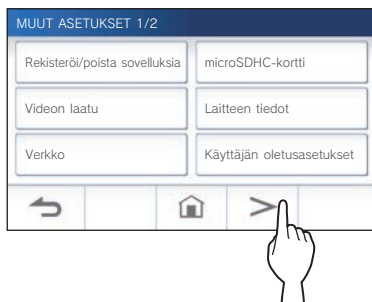 MUUT ASETUKSET 1/2
Rekisteröi/poista sovelluksia
microSDHC-kortti
Videon laatu
Laitteen tiedot
Verkko
Käyttäjän oletusasetukset